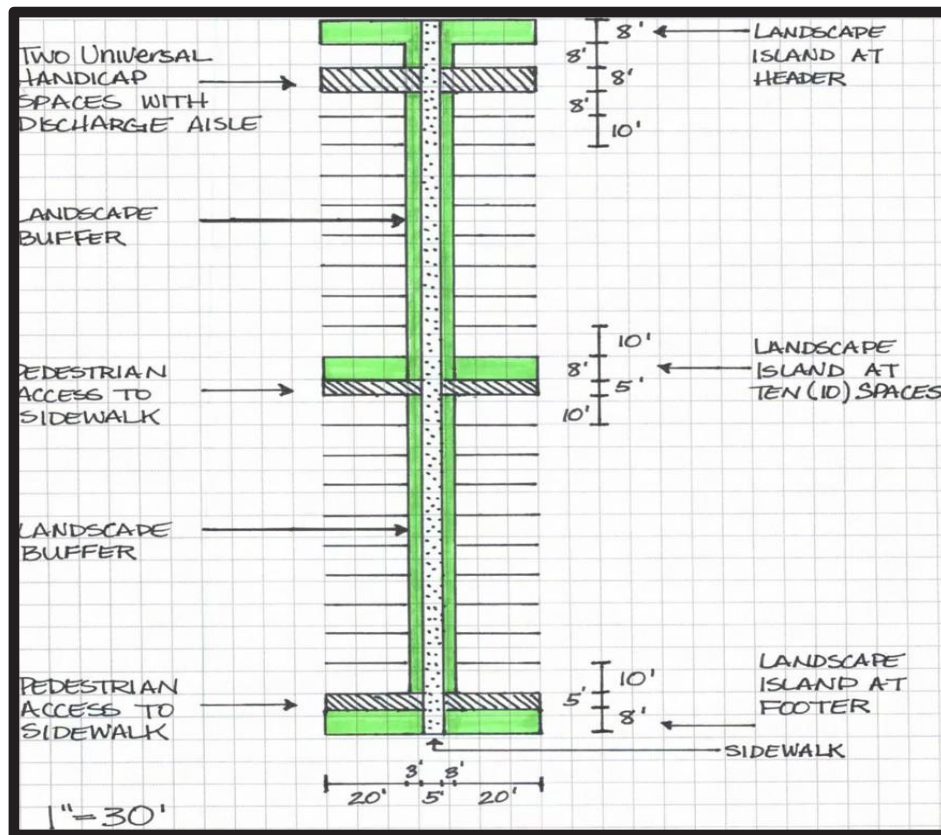 TWO UNIVERSAL
HANDICAP
SPACES WITH
DISCHARGE AISLE
8'
8'
8'
8'
10'
LANDSCAPE
ISLAND AT
HEADER
LANDSCAPE
BUFFER
PEDESTRIAN
ACCESS TO
SIDEWALK
10'
8'
5'
10'
LANDSCAPE
ISLAND AT
TEN (10) SPACES
LANDSCAPE
BUFFER
PEDESTRIAN
ACCESS TO
SIDEWALK
10'
5'
8'
LANDSCAPE
ISLAND AT
FOOTER
SIDEWALK
3'
20'
5'
20'
1"=30'